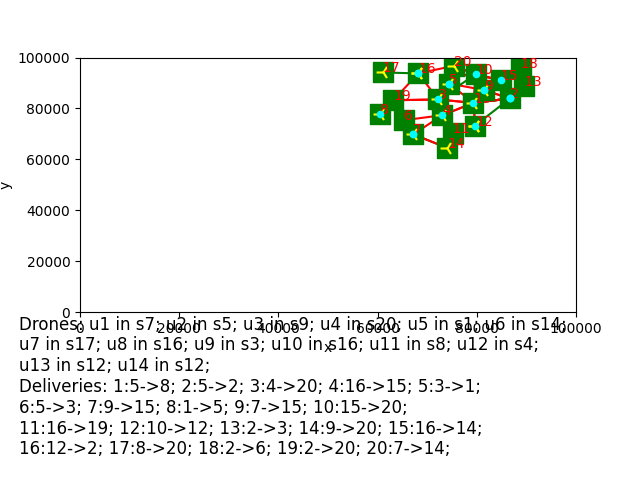 100000
80000
60000
40000
20000
0
y
0 20000 40000 60000 80000 100000
x
17
16
20
19
14
Drones: u1 in s7; u2 in s5; u3 in s9; u4 in s20; u5 in s1; u6 in s14;
u7 in s17; u8 in s16; u9 in s3; u10 in s16; u11 in s8; u12 in s4;
u13 in s12; u14 in s12;
Deliveries: 1:5->8; 2:5->2; 3:4->20; 4:16->15; 5:3->1;
6:5->3; 7:9->15; 8:1->5; 9:7->15; 10:15->20;
11:16->19; 12:10->12; 13:2->3; 14:9->20; 15:16->14;
16:12->2; 17:8->20; 18:2->6; 19:2->20; 20:7->14;